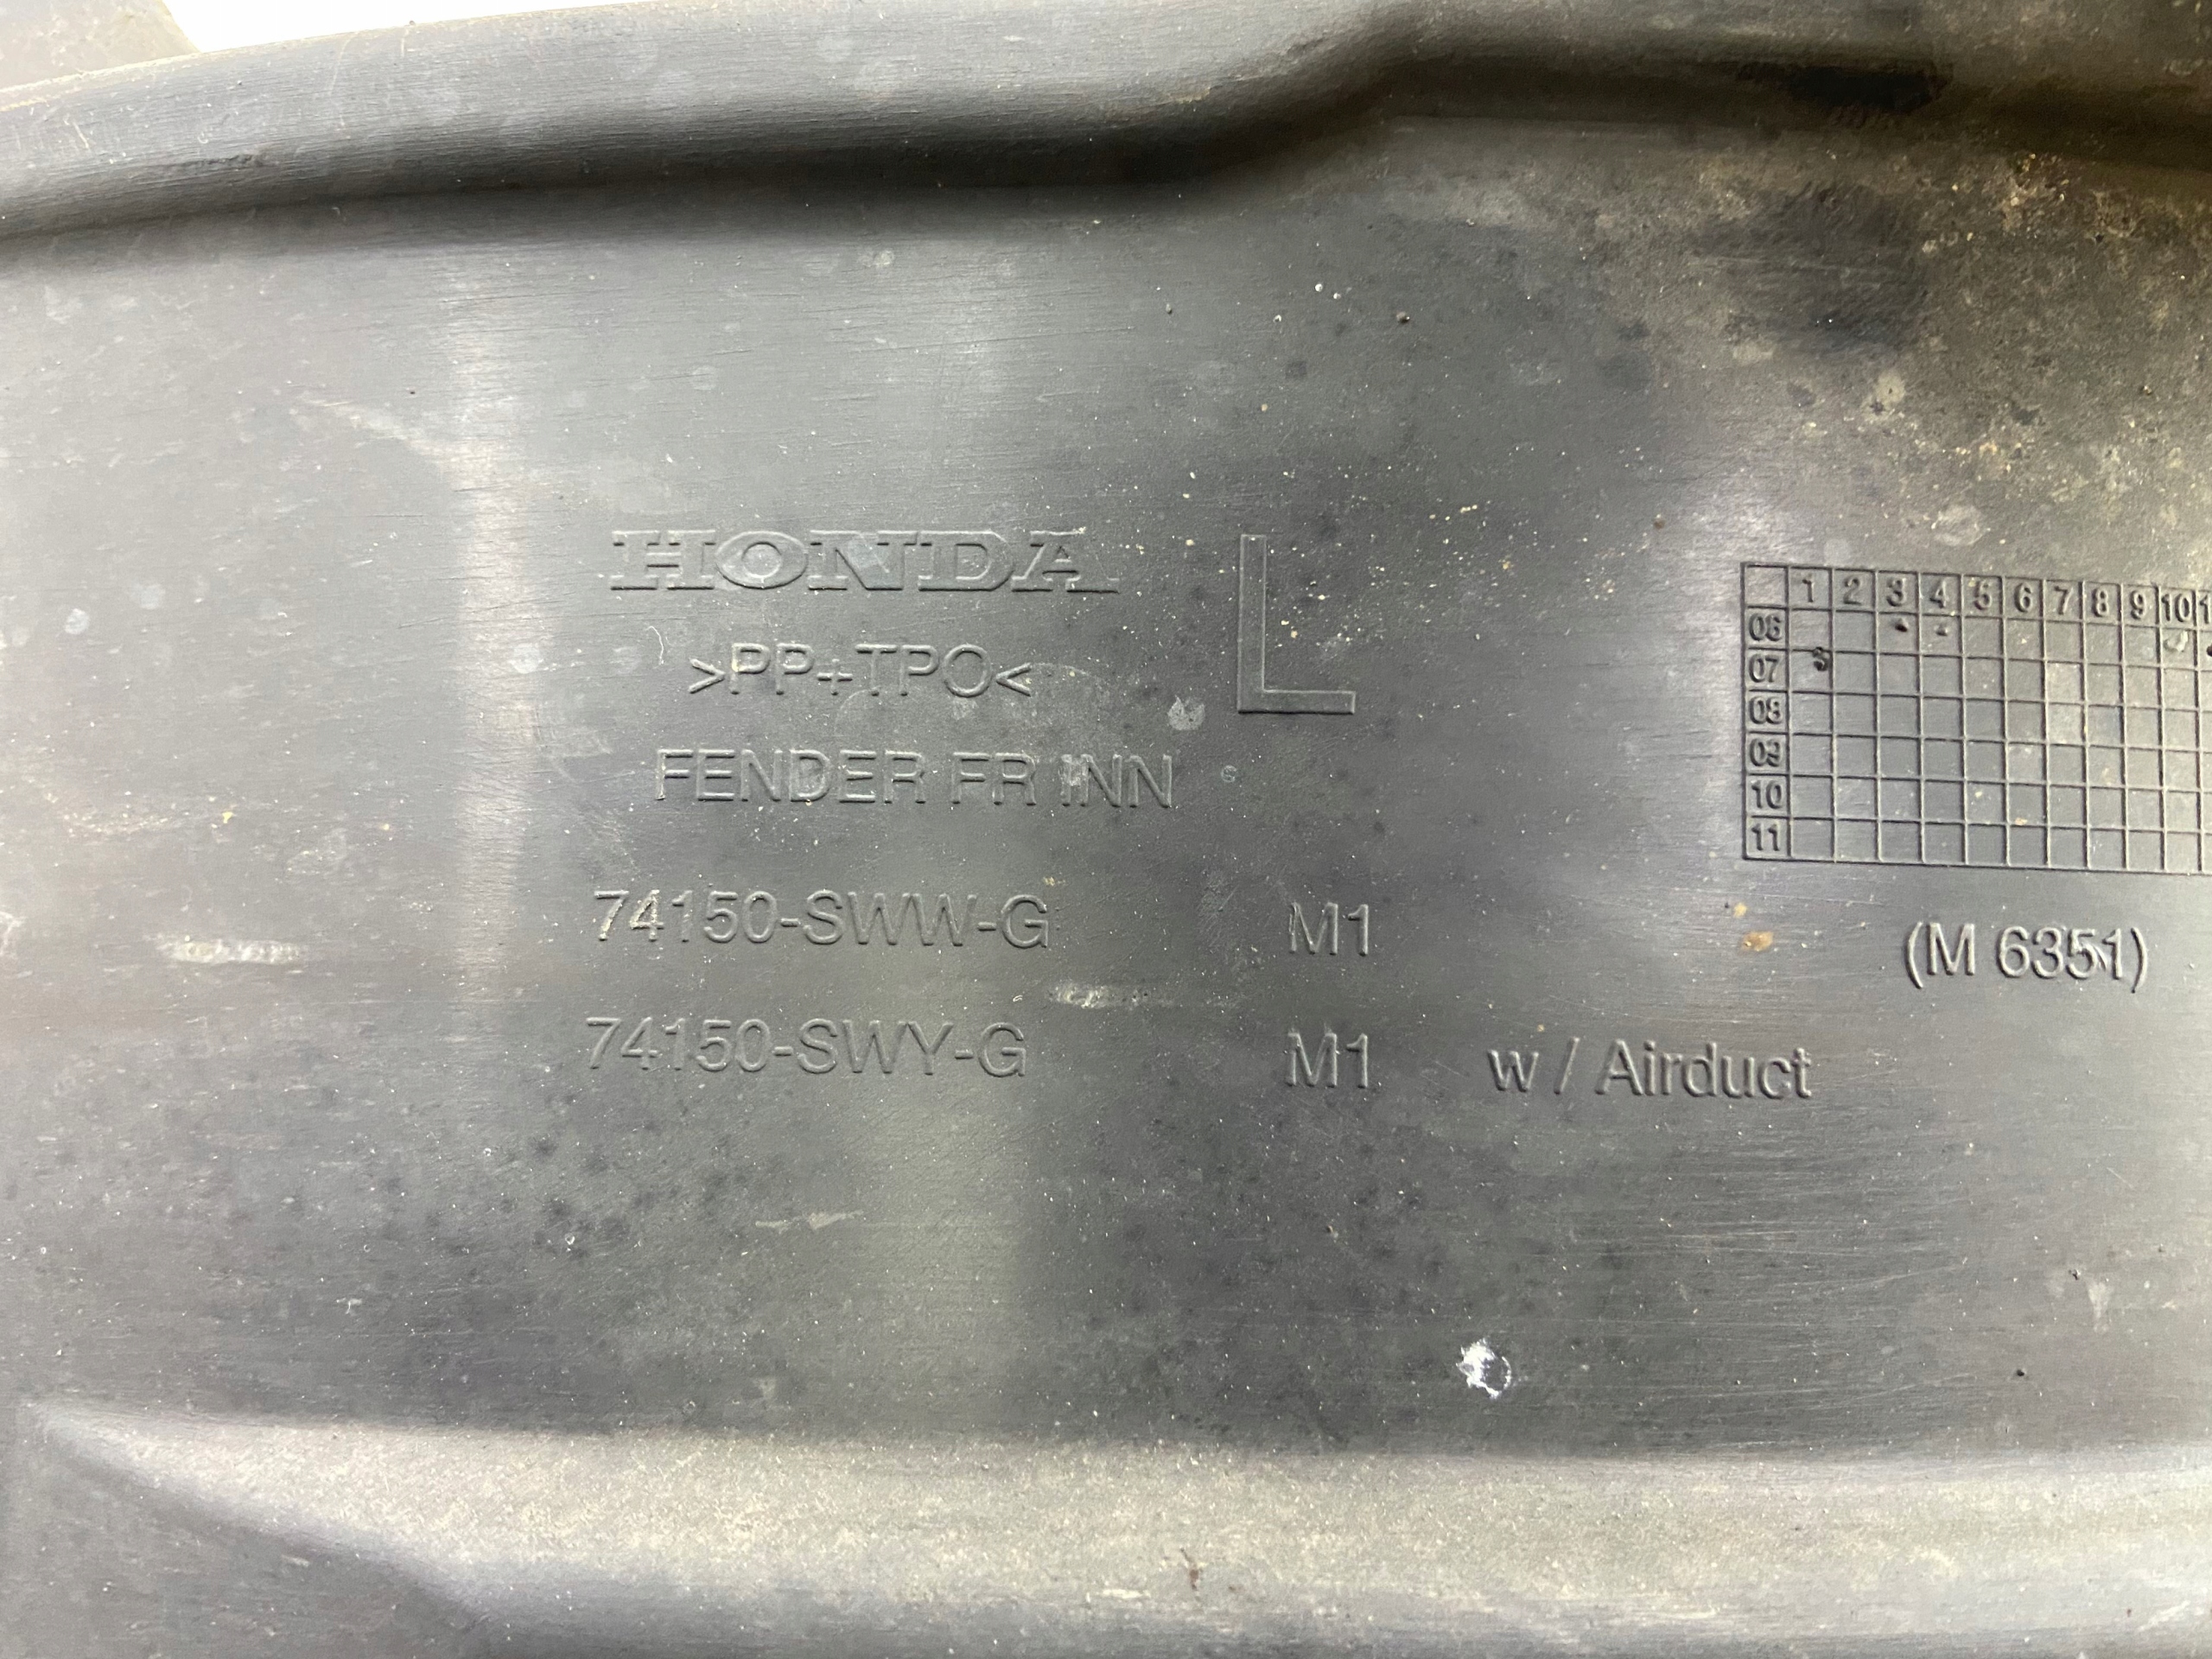 HONDA L
>PP+TPO<
FENDER FR INN
74150-SWW-G M1
74150-SWY-G M1 w / Airduct
1 2 3 4 5 6 7 8 9 10
06
07
08
09
10
11
(M 6351)